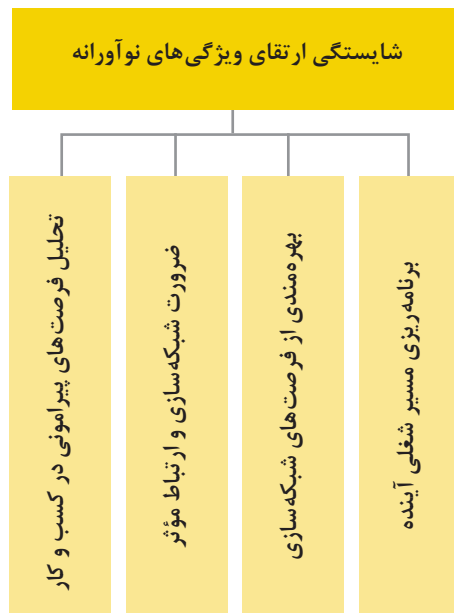 شایستگی ارتقای ویژگی‌های نوآورانه
برنامه‌ریزی مسیر شغلی آینده
بهره‌مندی از فرصت‌های شبکه‌سازی
ضرورت شبکه‌سازی و ارتباط مؤثر
تحلیل فرصت‌های پیرامونی در کسب و کار